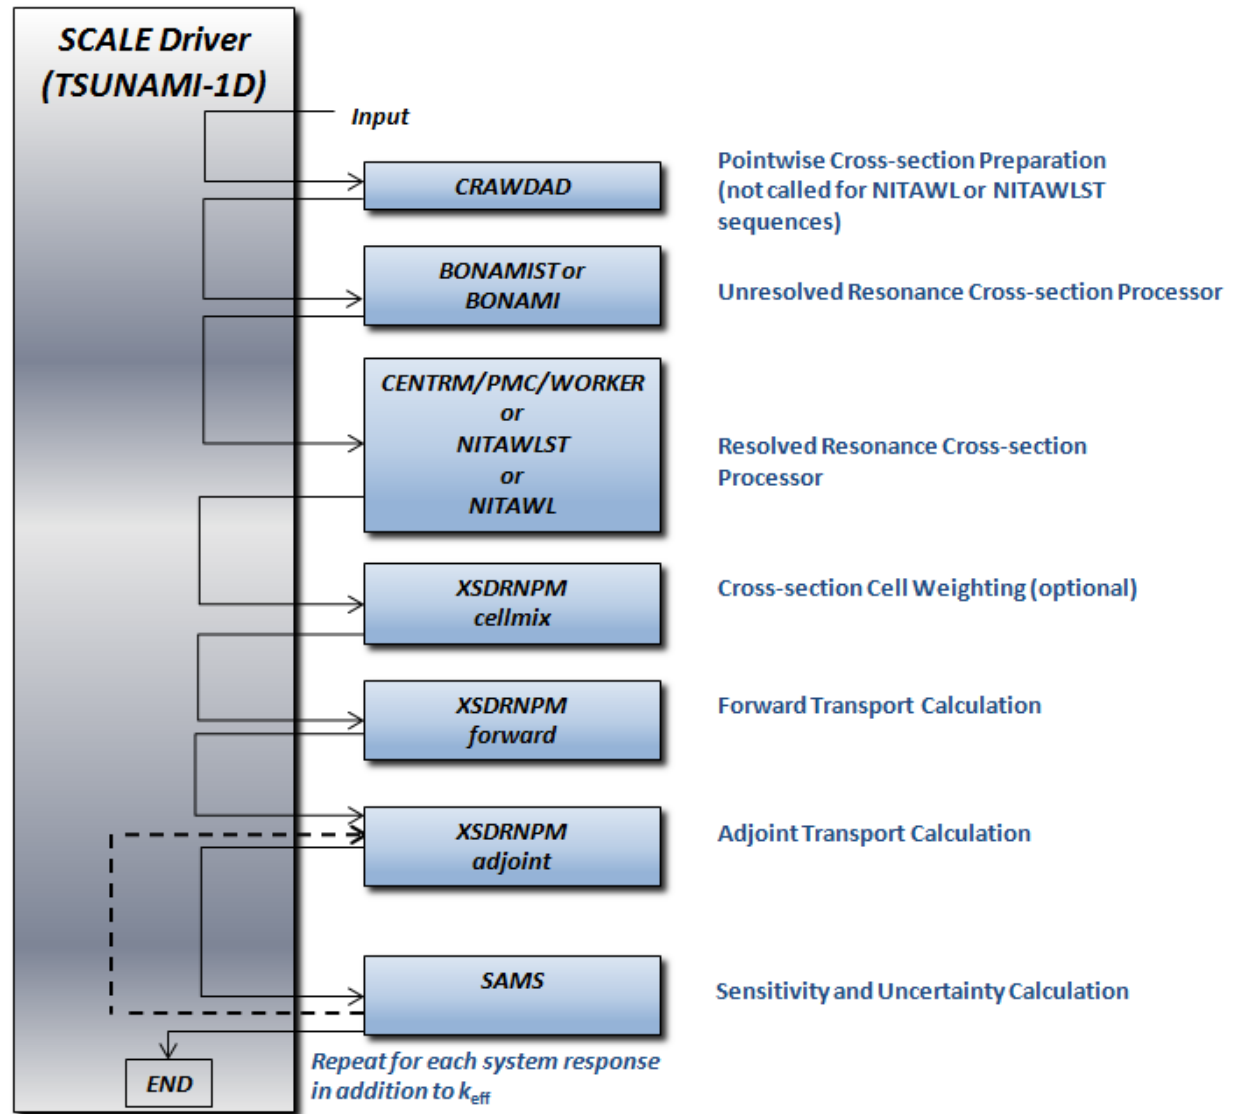 SCALE Driver
(TSUNAMI-1D)
Input
CRAWDAD
Pointwise Cross-section Preparation
(not called for NITAWL or NITAWLST
sequences)
BONAMIST or
BONAMI
Unresolved Resonance Cross-section Processor
CENTRM/PMC/WORKER
or
NITAWLST
or
NITAWL
Resolved Resonance Cross-section
Processor
XSDRNPM
cellmix
Cross-section Cell Weighting (optional)
XSDRNPM
forward
Forward Transport Calculation
XSDRNPM
adjoint
Adjoint Transport Calculation
SAMS
Sensitivity and Uncertainty Calculation
Repeat for each system response
in addition to keff
END